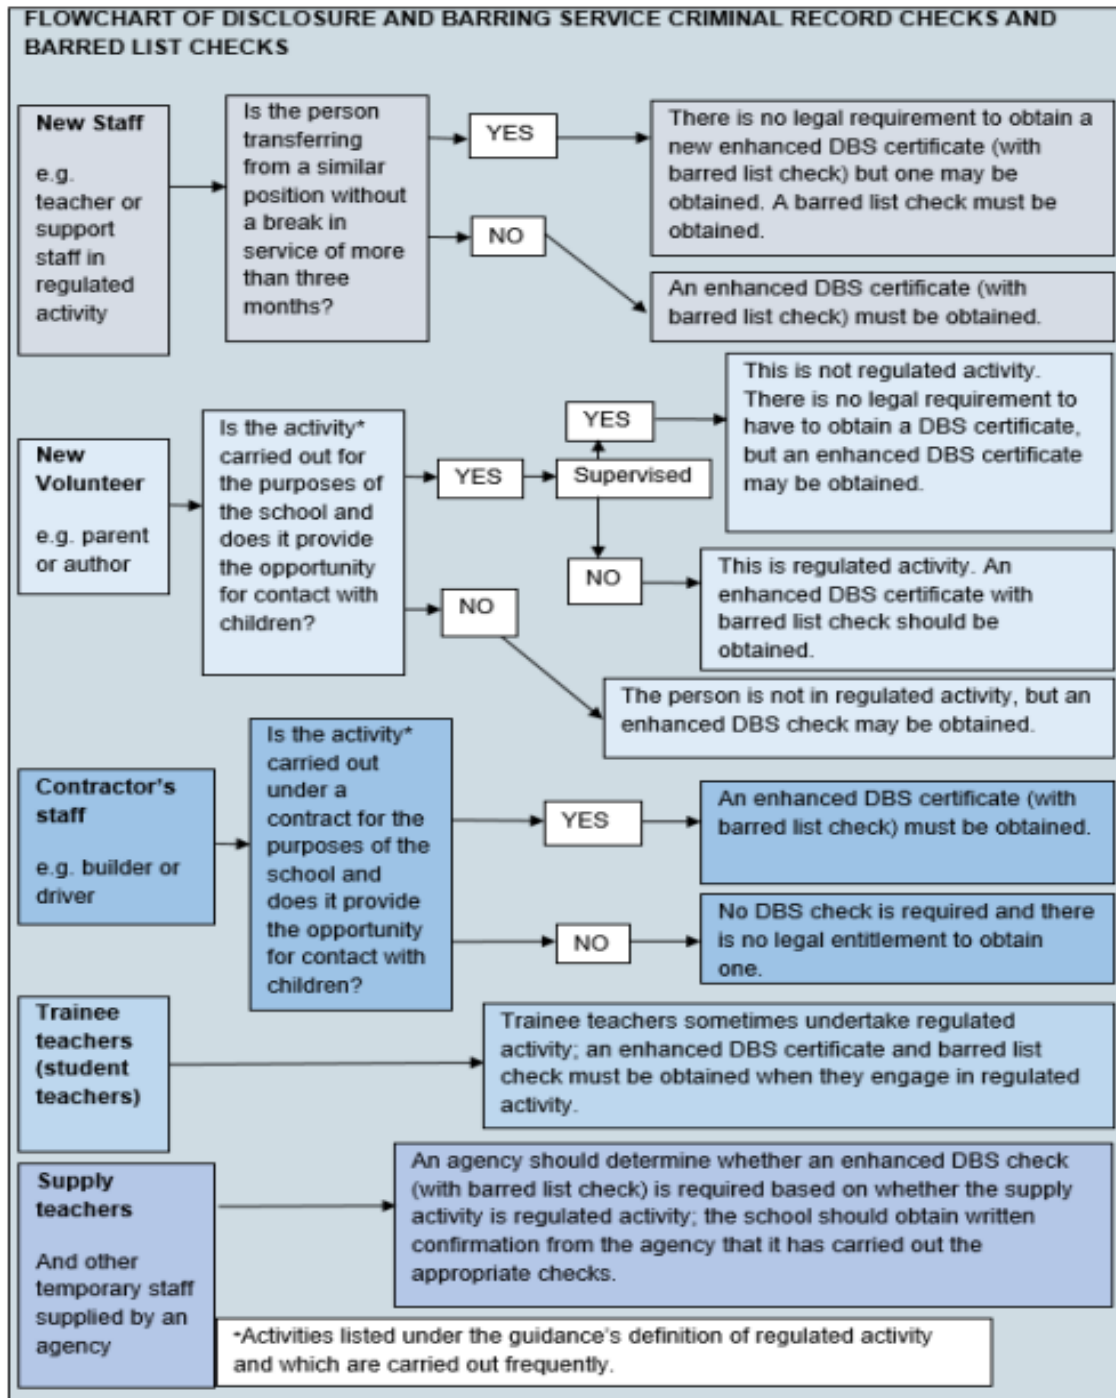 FLOWCHART OF DISCLOSURE AND BARRING SERVICE CRIMINAL RECORD CHECKS AND
BARRED LIST CHECKS
New Staff
e.g.
teacher or
support
staff in
regulated
activity
Is the person
transferring
from a similar
position without
a break in
service of more
than three
months?
YES
NO
There is no legal requirement to obtain a
new enhanced DBS certificate (with
barred list check) but one may be
obtained. A barred list check must be
obtained.
An enhanced DBS certificate (with
barred list check) must be obtained.
New
Volunteer
e.g. parent
or author
Is the activity*
carried out for
the purposes of
the school and
does it provide
the opportunity
for contact with
children?
YES
NO
YES
Supervised
NO
This is not regulated activity.
There is no legal requirement to
have to obtain a DBS certificate,
but an enhanced DBS certificate
may be obtained.
This is regulated activity. An
enhanced DBS certificate with
barred list check should be
obtained.
The person is not in regulated activity, but an
enhanced DBS check may be obtained.
Contractor's
staff
e.g. builder or
driver
Is the activity*
carried out
under a
contract for the
purposes of the
school and
does it provide
the opportunity
for contact with
children?
YES
NO
An enhanced DBS certificate (with
barred list check) must be obtained.
No DBS check is required and there
is no legal entitlement to obtain
one.
Trainee
teachers
(student
teachers)
Trainee teachers sometimes undertake regulated
activity; an enhanced DBS certificate and barred list
check must be obtained when they engage in regulated
activity.
Supply
teachers
And other
temporary staff
supplied by an
agency
An agency should determine whether an enhanced DBS check
(with barred list check) is required based on whether the supply
activity is regulated activity; the school should obtain written
confirmation from the agency that it has carried out the
appropriate checks.
*Activities listed under the guidance's definition of regulated activity
and which are carried out frequently.